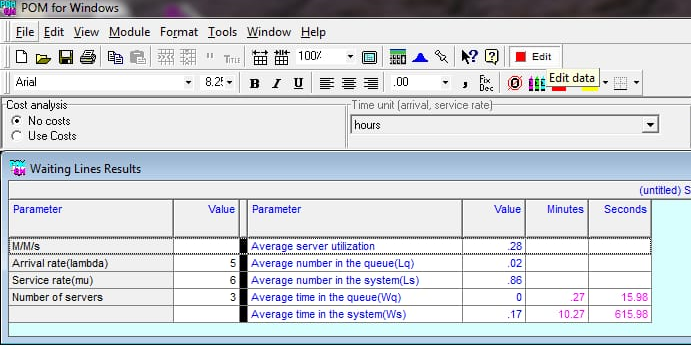 POM for Windows
File Edit View Module Format Tools Window Help
TITLE 100% Edit
Arial 8.25 B I U .00 , Fix Dec Edit data
Cost analysis
No costs
Use Costs
Time unit (arrival, service rate)
hours
Waiting Lines Results
(untitled) S
Parameter Value Parameter Value Minutes Seconds
M/M/s Average server utilization .28
Arrival rate(lambda) 5 Average number in the queue(Lq) .02
Service rate(mu) 6 Average number in the system(Ls) .86
Number of servers 3 Average time in the queue(Wq) 0 .27 15.98
Average time in the system(Ws) .17 10.27 615.98